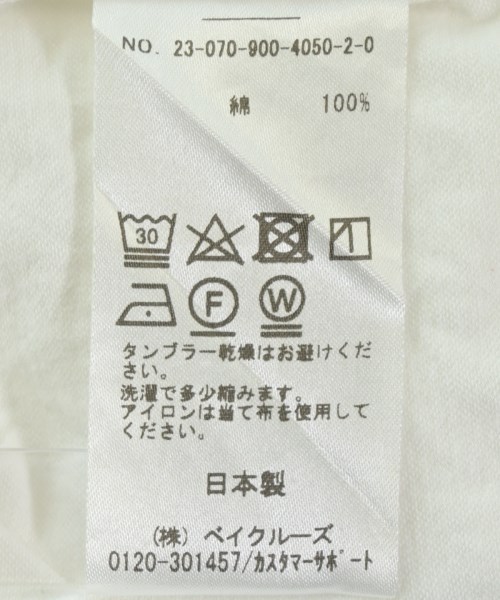 NO. 23-070-900-4050-2-0
綿 100%
30
F W
タンブラー乾燥はお避けくだ
さい。
洗濯で多少縮みます。
アイロンは当て布を使用して
ください。
日本製
(株) ベイクルーズ
0120-301457/カスタマーサポート